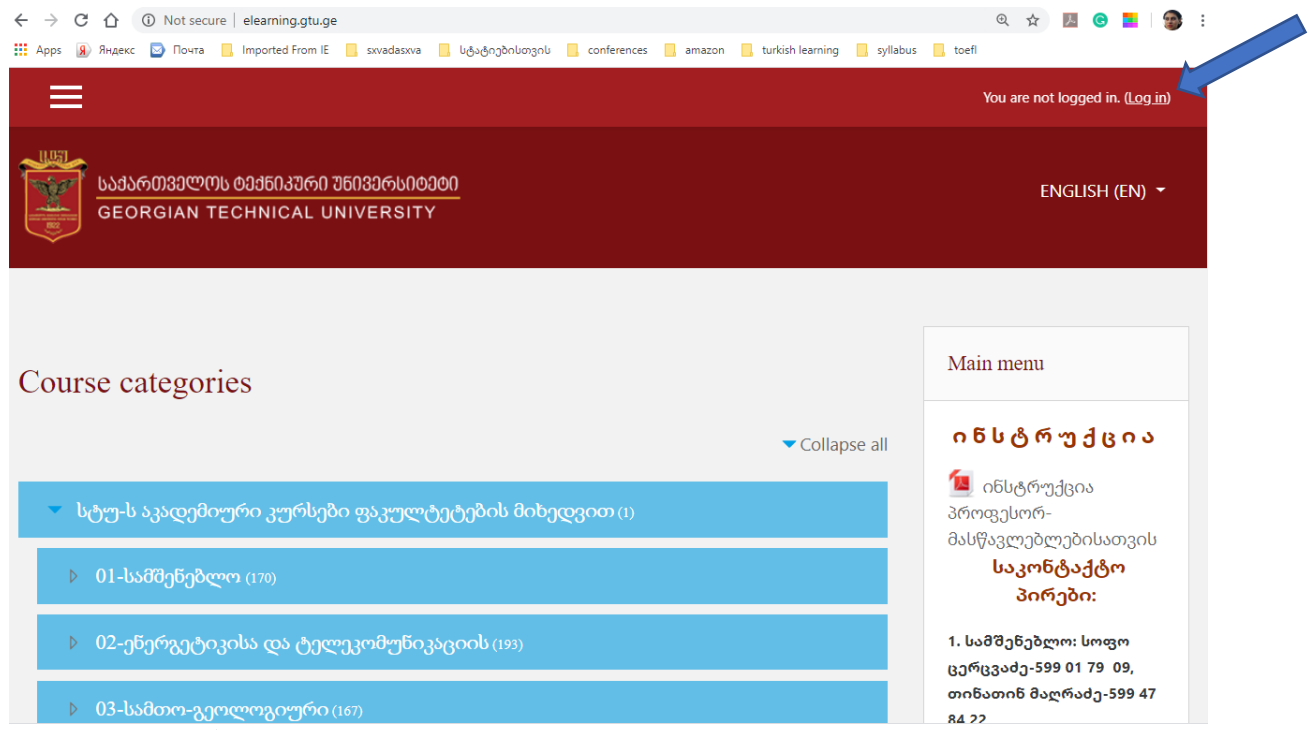 Not secure | elearning.gtu.ge
Apps Яндекс Почта Imported From IE sxvadasxva სტატიებისთვის conferences amazon turkish learning syllabus toefl
You are not logged in. (Log in)
საქართველოს ტექნიკური უნივერსიტეტი
GEORGIAN TECHNICAL UNIVERSITY
ENGLISH (EN)
Course categories
Collapse all
სტუ-ს აკადემიური კურსები ფაკულტეტების მიხედვით (1)
01-სამშენებლო (170)
02-ენერგეტიკისა და ტელეკომუნიკაციის (193)
03-სამთო-გეოლოგიური (167)
Main menu
ინსტრუქცია
ინსტრუქცია
პროფესორ-
მასწავლებლებისათვის
საკონტაქტო
პირები:
1. სამშენებლო: სოფო
ცერცვაძე-599 01 79 09,
თინათინ მაღრაძე-599 47
84 22